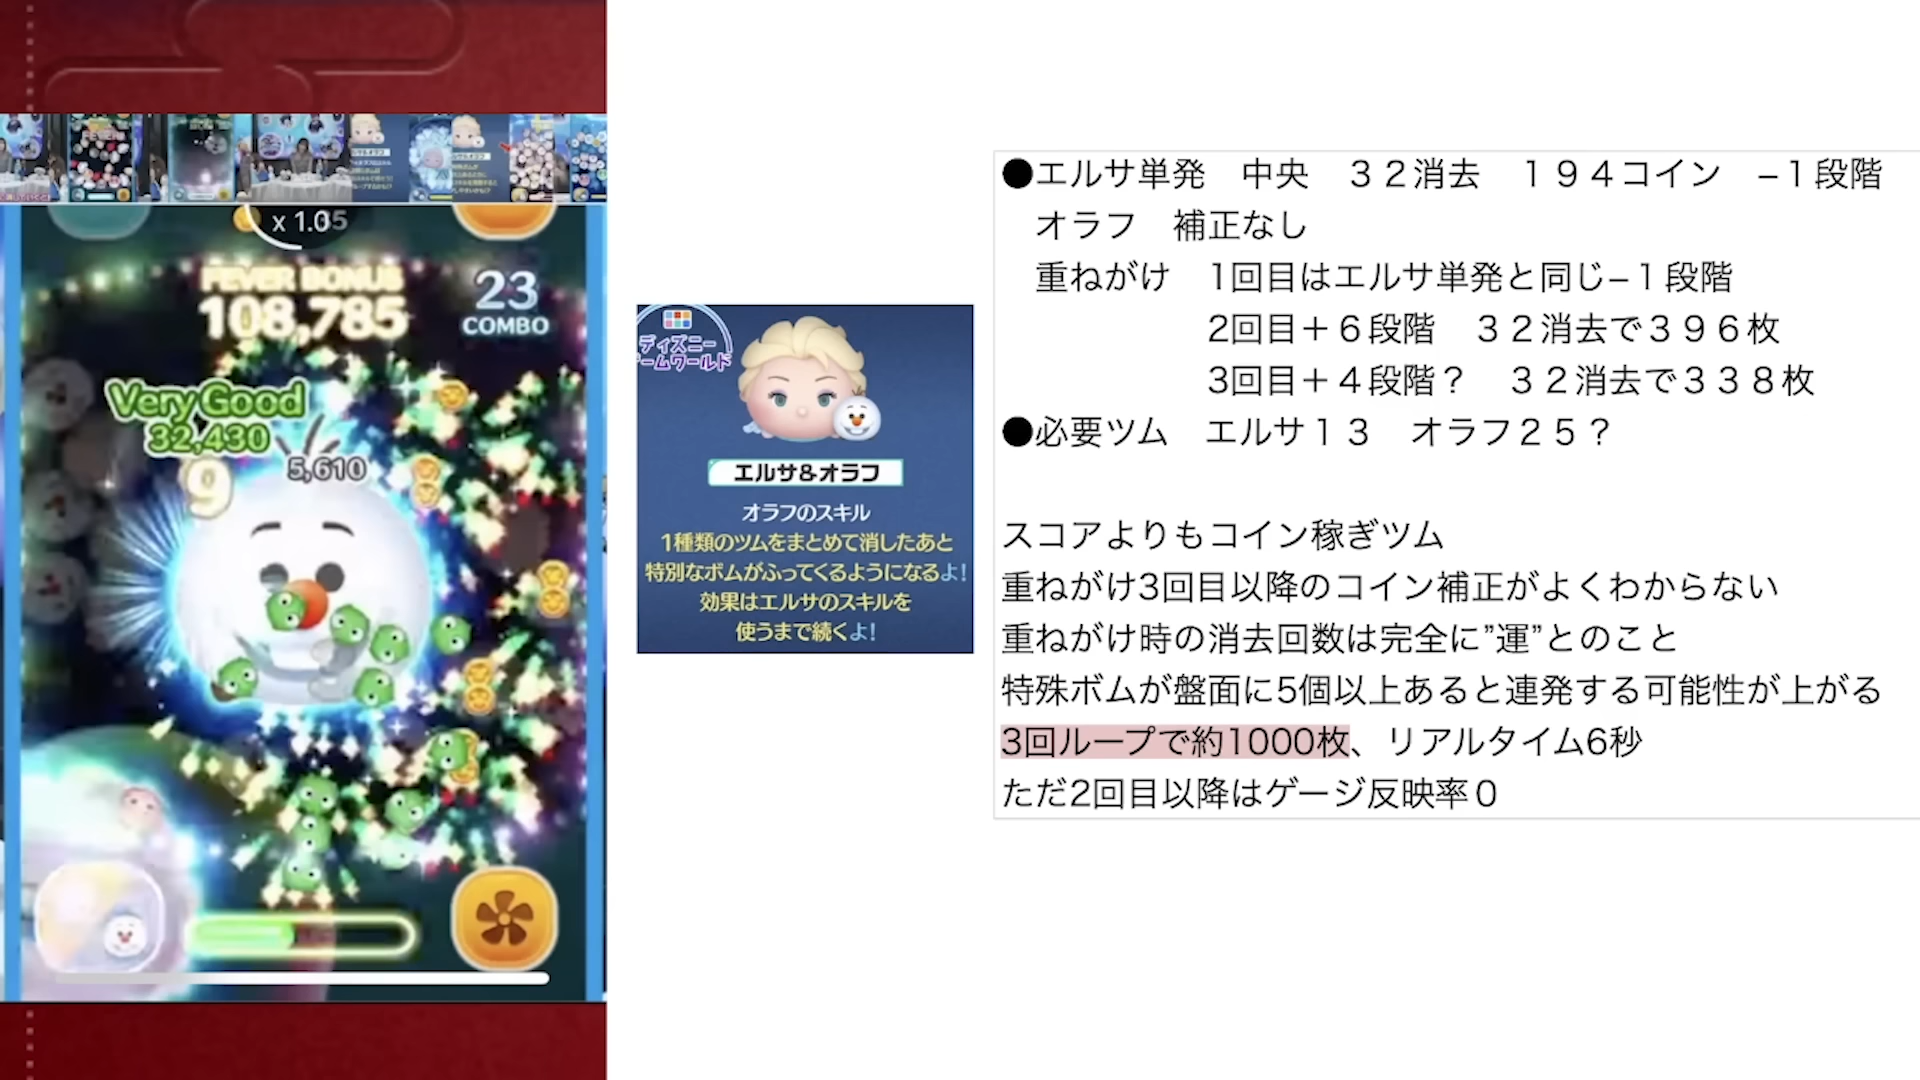 x 1.05
FEVER BONUS
108,785
23
COMBO
Very Good
32,430
9
5,610
ディズニー
ームワールド
エルサ&オラフ
オラフのスキル
1種類のツムをまとめて消したあと
特別なボムがふってくるようになるよ!
効果はエルサのスキルを
使うまで続くよ!
●エルサ単発　中央　３２消去　１９４コイン　−１段階
オラフ　補正なし
重ねがけ　1回目はエルサ単発と同じ−１段階
2回目＋６段階　３２消去で３９６枚
3回目＋４段階？　３２消去で３３８枚
●必要ツム　エルサ１３　オラフ２５？
スコアよりもコイン稼ぎツム
重ねがけ3回目以降のコイン補正がよくわからない
重ねがけ時の消去回数は完全に”運”とのこと
特殊ボムが盤面に5個以上あると連発する可能性が上がる
3回ループで約1000枚、リアルタイム6秒
ただ2回目以降はゲージ反映率０